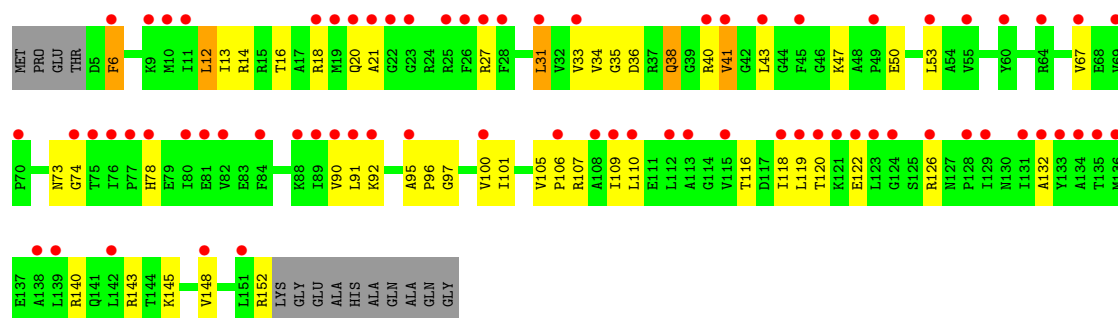 MET PRO GLU THR D5 F6 K9 M10 I11 L12 I13 R14 R15 T16 A17 R18 M19 Q20 A21 G22 G23 R24 R25 F26 R27 F28 L31 V32 V33 V34 G35 D36 R37 Q38 G39 R40 V41 G42 L43 G44 F45 G46 K47 A48 P49 E50 L53 A54 V55 Y60 R64 V67 E68 V69
P70 N73 G74 T75 I76 P77 H78 E79 I80 E81 V82 E83 F84 K88 I89 V90 L91 K92 A95 P96 G97 V100 I101 V105 P106 R107 A108 I109 L110 E111 L112 A113 G114 V115 T116 D117 I118 L119 T120 K121 E122 L123 G124 S125 R126 N127 P128 I129 N130 I131 A132 Y133 A134 T135 M136
E137 A138 L139 R140 Q141 L142 R143 T144 K145 V148 L151 R152 LYS GLY GLU ALA HIS ALA GLN ALA GLN GLY